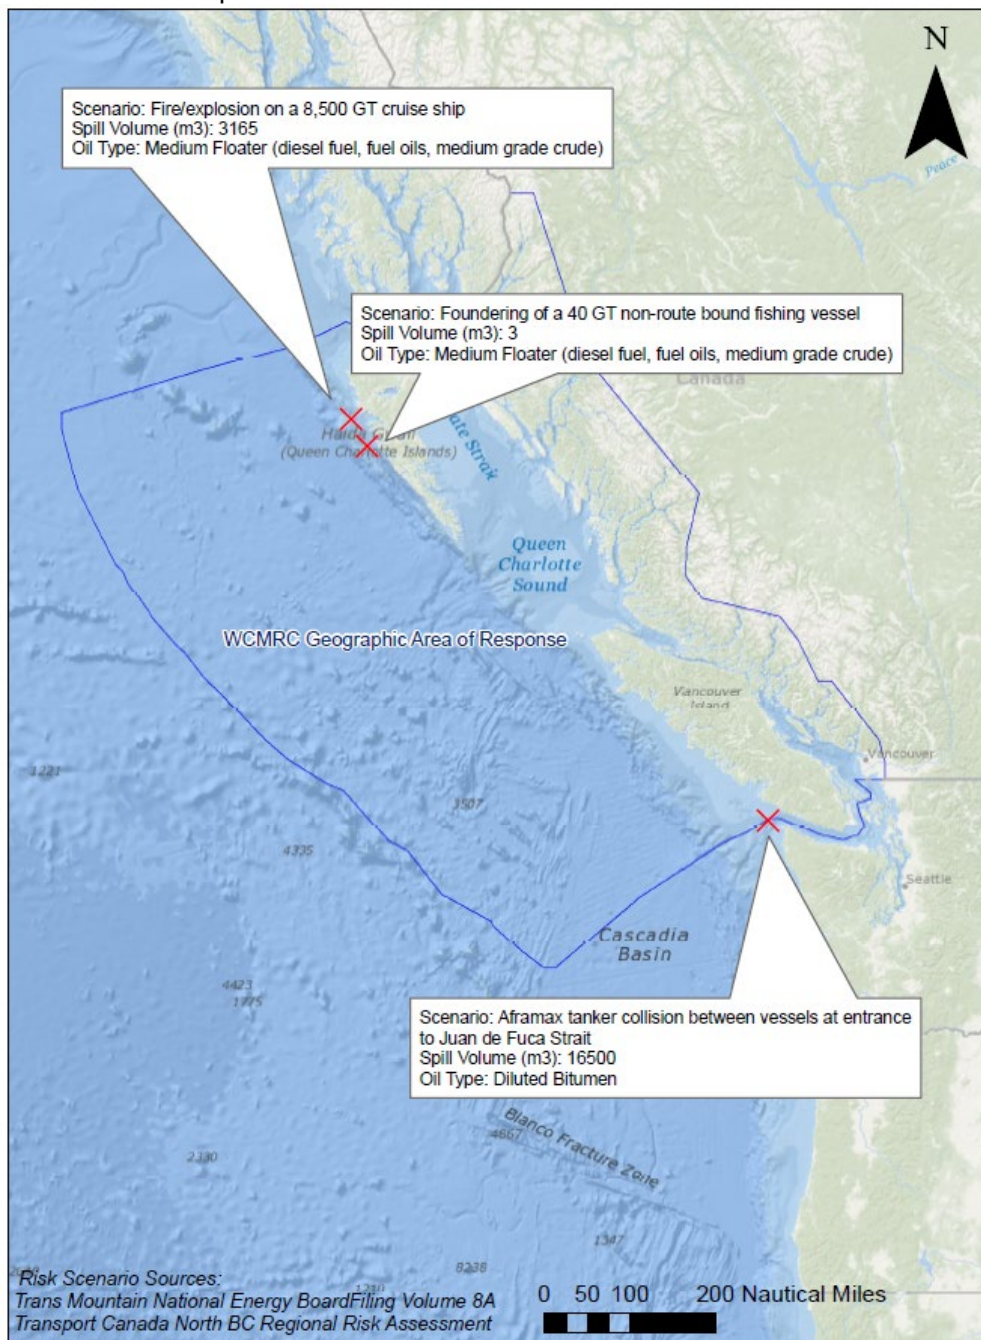 N
Scenario: Fire/explosion on a 8,500 GT cruise ship
Spill Volume (m3): 3165
Oil Type: Medium Floater (diesel fuel, fuel oils, medium grade crude)
Peace
Scenario: Foundering of a 40 GT non-route bound fishing vessel
Spill Volume (m3): 3
Oil Type: Medium Floater (diesel fuel, fuel oils, medium grade crude)
Canada
Haida Gwaii
(Queen Charlotte Islands)
Strait
Queen
Charlotte
Sound
WCMRC Geographic Area of Response
Vancouver
Island
Vancouver
1221
3507
4335
Seattle
Cascadia
Basin
4423
1775
Scenario: Aframax tanker collision between vessels at entrance
to Juan de Fuca Strait
Spill Volume (m3): 16500
Oil Type: Diluted Bitumen
Blanco Fracture Zone
4667
2330
1347
8238
1210
Risk Scenario Sources:
Trans Mountain National Energy BoardFiling Volume 8A
Transport Canada North BC Regional Risk Assessment
0 50 100 200 Nautical Miles